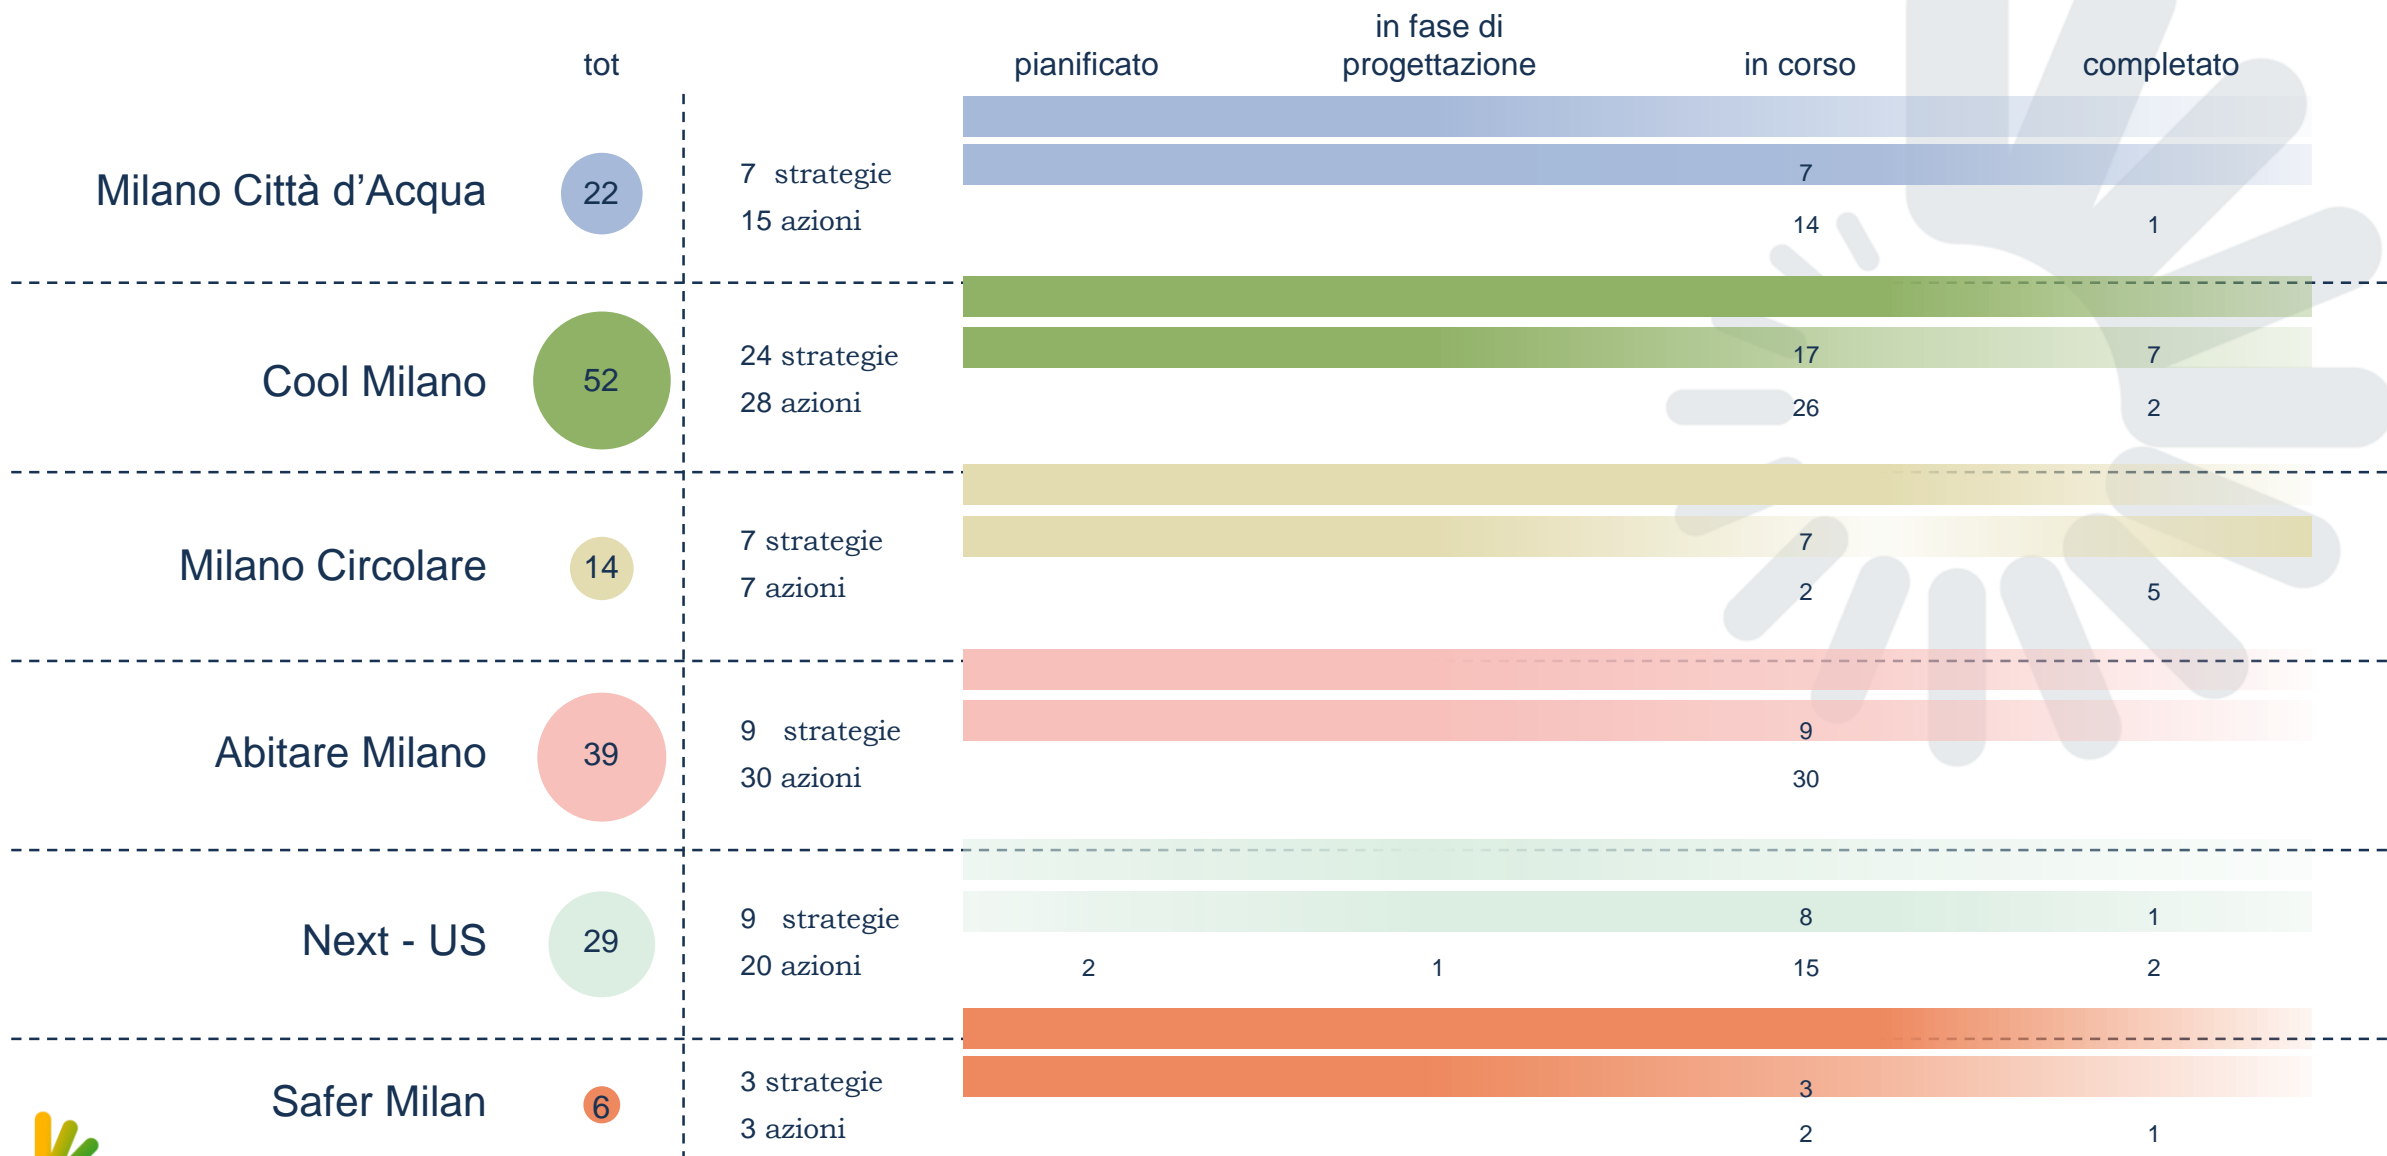 tot pianificato in fase di progettazione in corso completato
Milano Città d'Acqua 22
7 strategie 7
15 azioni 14 1
Cool Milano 52
24 strategie 17 7
28 azioni 26 2
Milano Circolare 14
7 strategie 7
7 azioni 2 5
Abitare Milano 39
9 strategie 9
30 azioni 30
Next - US 29
9 strategie 8 1
20 azioni 2 1 15 2
Safer Milan 6
3 strategie 3
3 azioni 2 1